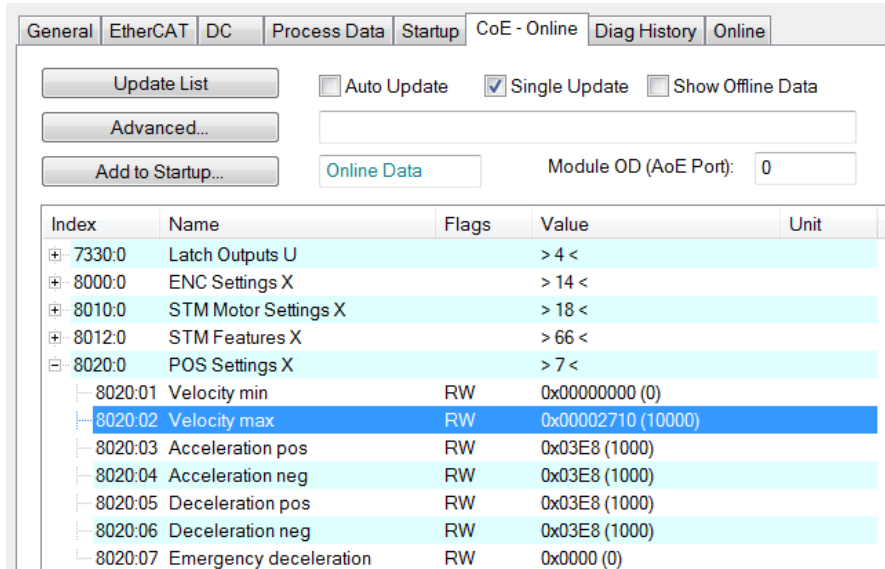 General EtherCAT DC Process Data Startup CoE - Online Diag History Online
Update List Auto Update Single Update Show Offline Data
Advanced...
Add to Startup... Online Data Module OD (AoE Port): 0
Index Name Flags Value Unit
7330:0 Latch Outputs U > 4 <
8000:0 ENC Settings X > 14 <
8010:0 STM Motor Settings X > 18 <
8012:0 STM Features X > 66 <
8020:0 POS Settings X > 7 <
8020:01 Velocity min RW 0x00000000 (0)
8020:02 Velocity max RW 0x00002710 (10000)
8020:03 Acceleration pos RW 0x03E8 (1000)
8020:04 Acceleration neg RW 0x03E8 (1000)
8020:05 Deceleration pos RW 0x03E8 (1000)
8020:06 Deceleration neg RW 0x03E8 (1000)
8020:07 Emergency deceleration RW 0x0000 (0)